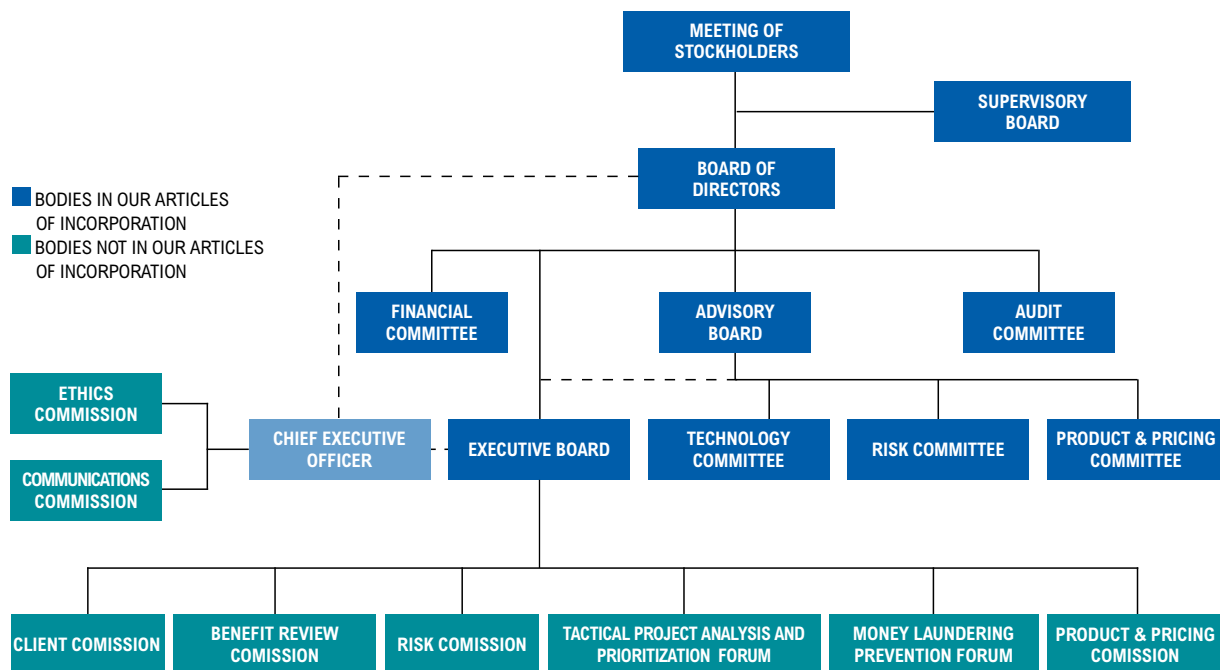 MEETING OF
STOCKHOLDERS
SUPERVISORY
BOARD
BOARD OF
DIRECTORS
BODIES IN OUR ARTICLES
OF INCORPORATION
BODIES NOT IN OUR ARTICLES
OF INCORPORATION
FINANCIAL
COMMITTEE
ADVISORY
BOARD
AUDIT
COMMITTEE
ETHICS
COMMISSION
COMMUNICATIONS
COMMISSION
CHIEF EXECUTIVE
OFFICER
EXECUTIVE BOARD
TECHNOLOGY
COMMITTEE
RISK COMMITTEE
PRODUCT & PRICING
COMMITTEE
CLIENT COMISSION
BENEFIT REVIEW
COMISSION
RISK COMISSION
TACTICAL PROJECT ANALYSIS AND
PRIORITIZATION FORUM
MONEY LAUNDERING
PREVENTION FORUM
PRODUCT & PRICING
COMISSION